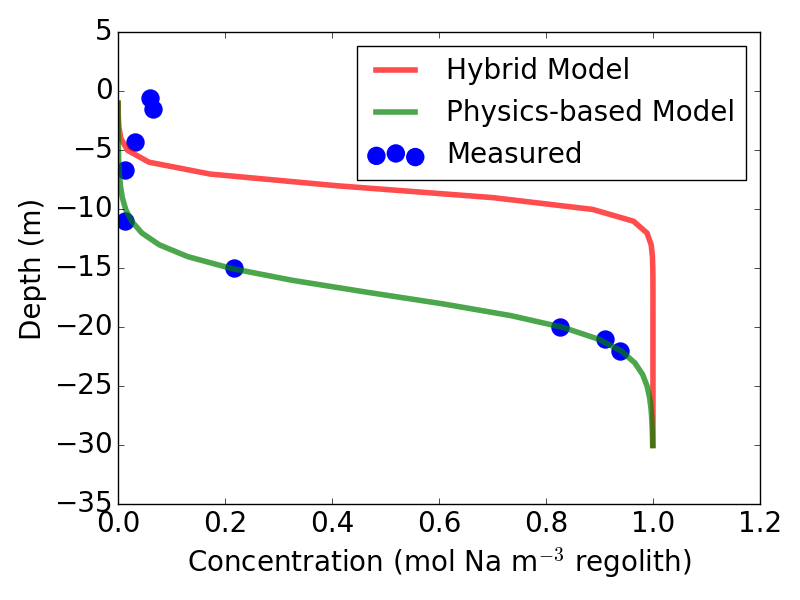 5
0
−5
−10
−15
−20
−25
−30
−35
0.0 0.2 0.4 0.6 0.8 1.0 1.2
Depth (m)
Concentration (mol Na m⁻³ regolith)
Hybrid Model
Physics-based Model
Measured